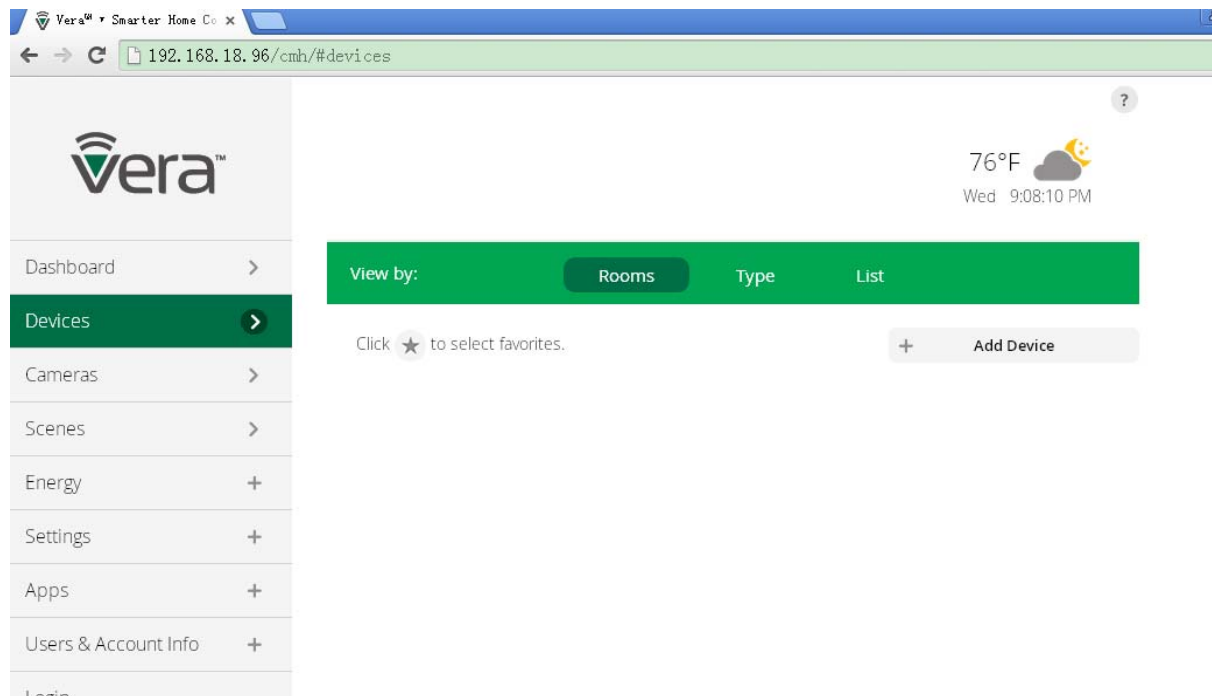 Vera™ ▾ Smarter Home Co
192.168.18.96/cmh/#devices
?
vera™
76°F
Wed 9:08:10 PM
Dashboard
View by: Rooms Type List
Devices
Click ★ to select favorites.
+ Add Device
Cameras
Scenes
Energy +
Settings +
Apps +
Users & Account Info +